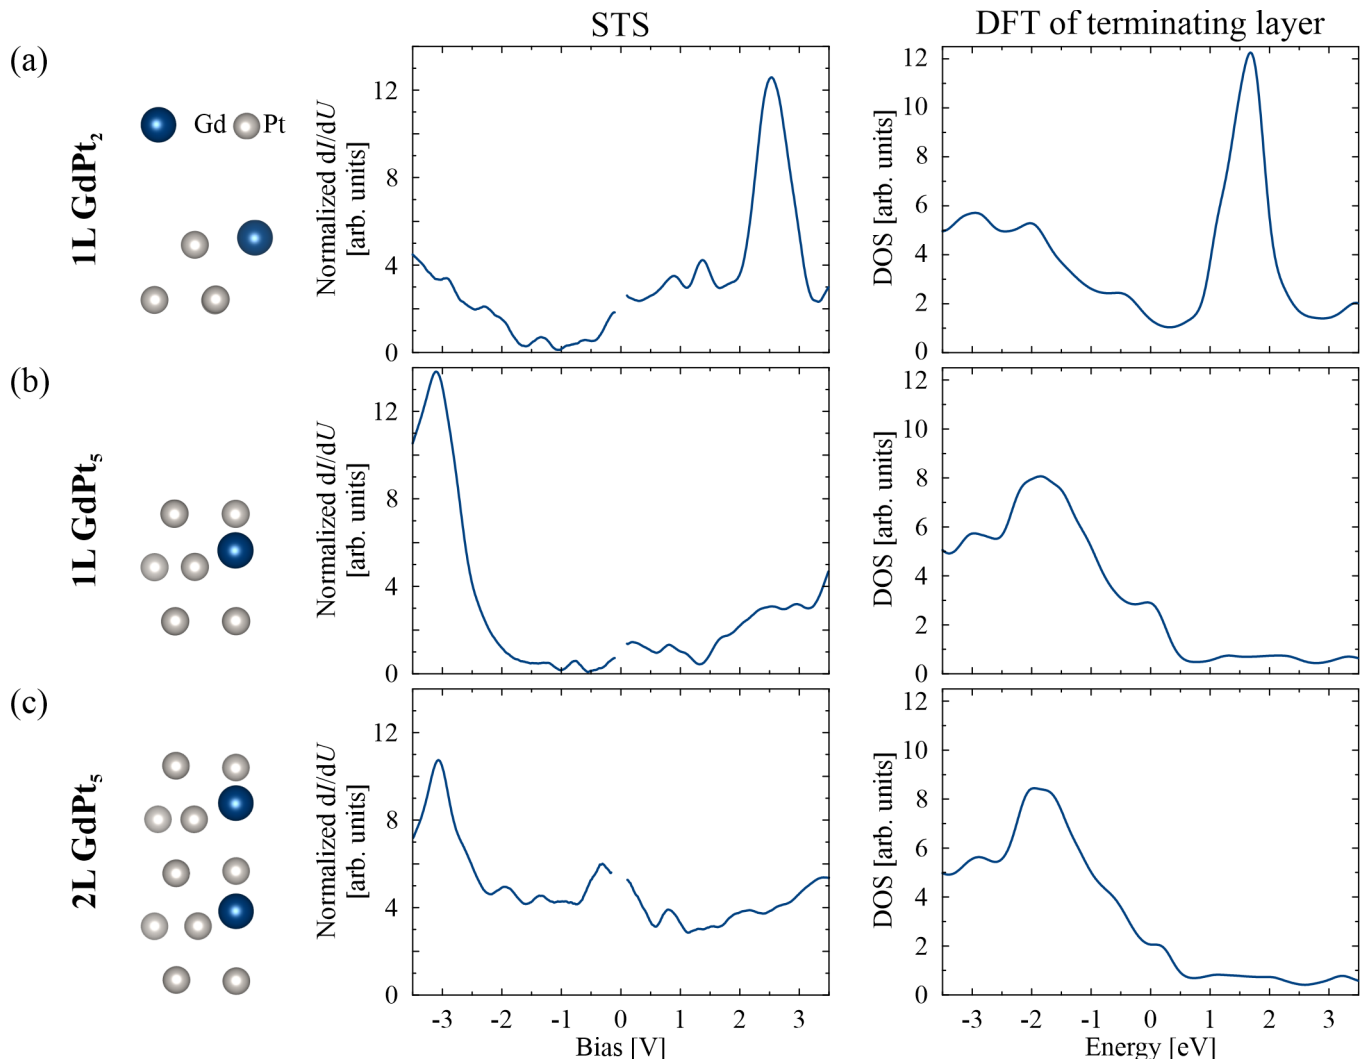 STS
DFT of terminating layer
(a)
1L GdPt₂
Gd
Pt
Normalized dI/dU
[arb. units]
12
8
4
0
DOS [arb. units]
12
10
8
6
4
2
0
(b)
1L GdPt₅
Normalized dI/dU
[arb. units]
12
8
4
0
DOS [arb. units]
12
10
8
6
4
2
0
(c)
2L GdPt₅
Normalized dI/dU
[arb. units]
12
8
4
0
-3 -2 -1 0 1 2 3
Bias [V]
DOS [arb. units]
12
10
8
6
4
2
0
-3 -2 -1 0 1 2 3
Energy [eV]